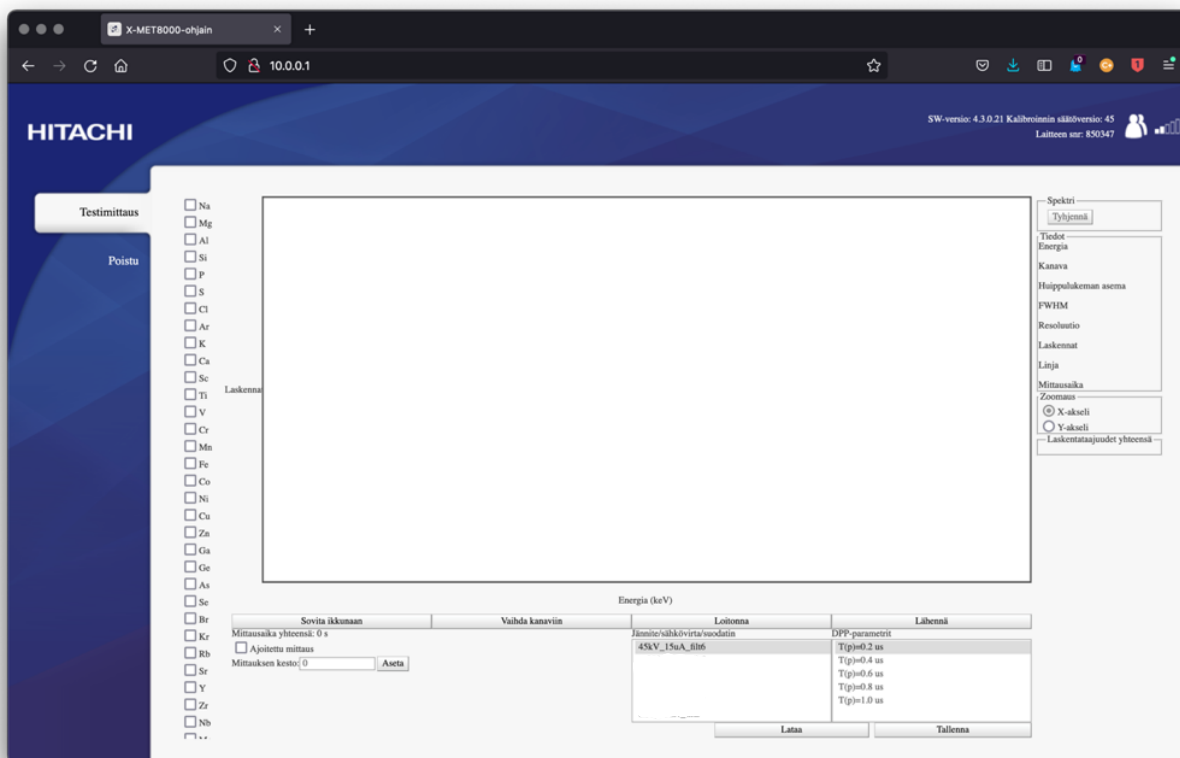 X-MET8000-ohjain
10.0.0.1
0
1
HITACHI
SW-versio: 4.3.0.21 Kalibroinnin säätöversio: 45
Laitteen snr: 850347
Testimittaus
Poistu
Na
Mg
Al
Si
P
S
Cl
Ar
K
Ca
Sc
Ti
V
Cr
Mn
Fe
Co
Ni
Cu
Zn
Ga
Ge
As
Se
Br
Kr
Rb
Sr
Y
Zr
Nb
Laskennat
Energia (keV)
Spektri
Tyhjennä
Tiedot
Energia
Kanava
Huippulukeman asema
FWHM
Resoluutio
Laskennat
Linja
Mittausaika
Zoomaus
X-akseli
Y-akseli
Laskentataajuudet yhteensä
Sovita ikkunaan Vaihda kanaviin Loitonna Lähennä
Mittausaika yhteensä: 0 s
Ajoitettu mittaus
Mittauksen kesto: 0 Aseta
Jännite/sähkövirta/suodatin
45kV_15uA_filt6
DPP-parametrit
T(p)=0.2 us
T(p)=0.4 us
T(p)=0.6 us
T(p)=0.8 us
T(p)=1.0 us
Lataa Tallenna